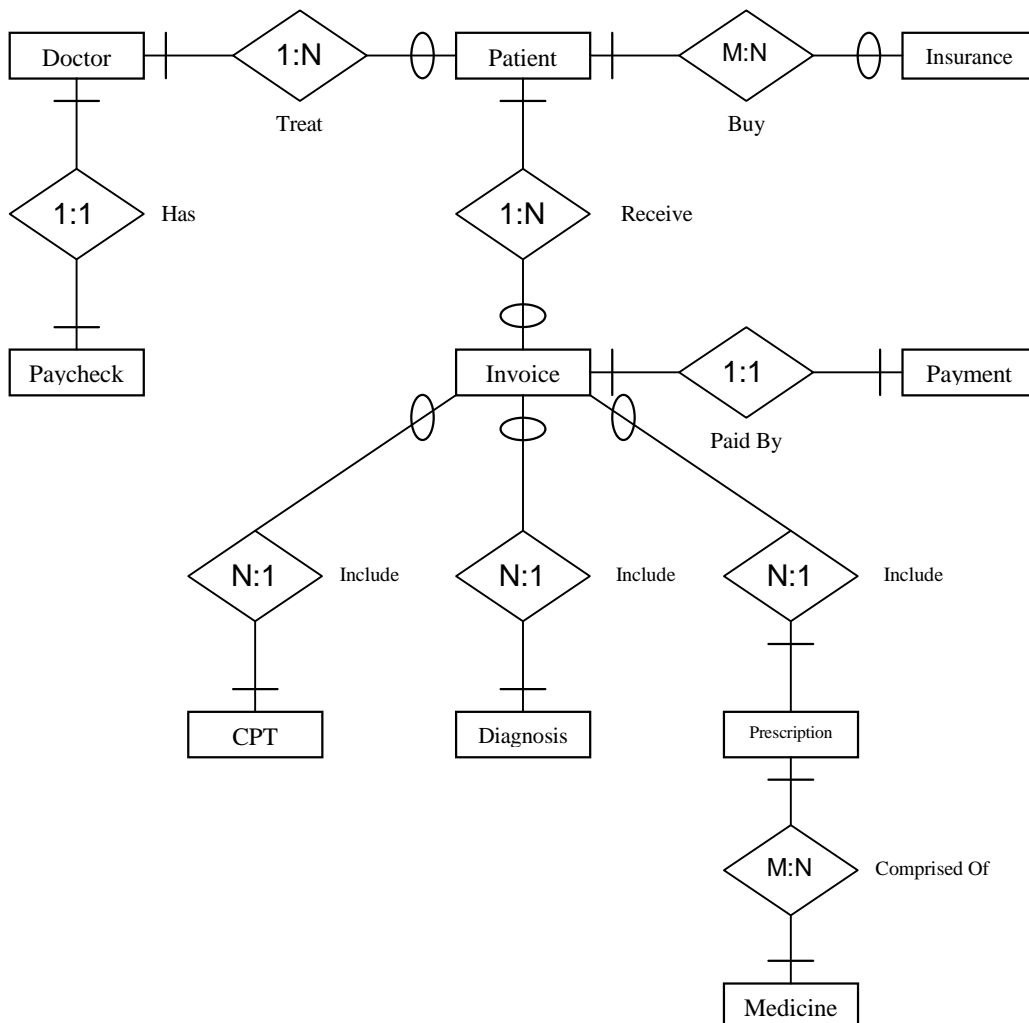 Doctor
1:N
Patient
M:N
Insurance
Treat
Buy
1:1
Has
1:N
Receive
Paycheck
Invoice
1:1
Payment
Paid By
N:1
Include
N:1
Include
N:1
Include
CPT
Diagnosis
Prescription
M:N
Comprised Of
Medicine